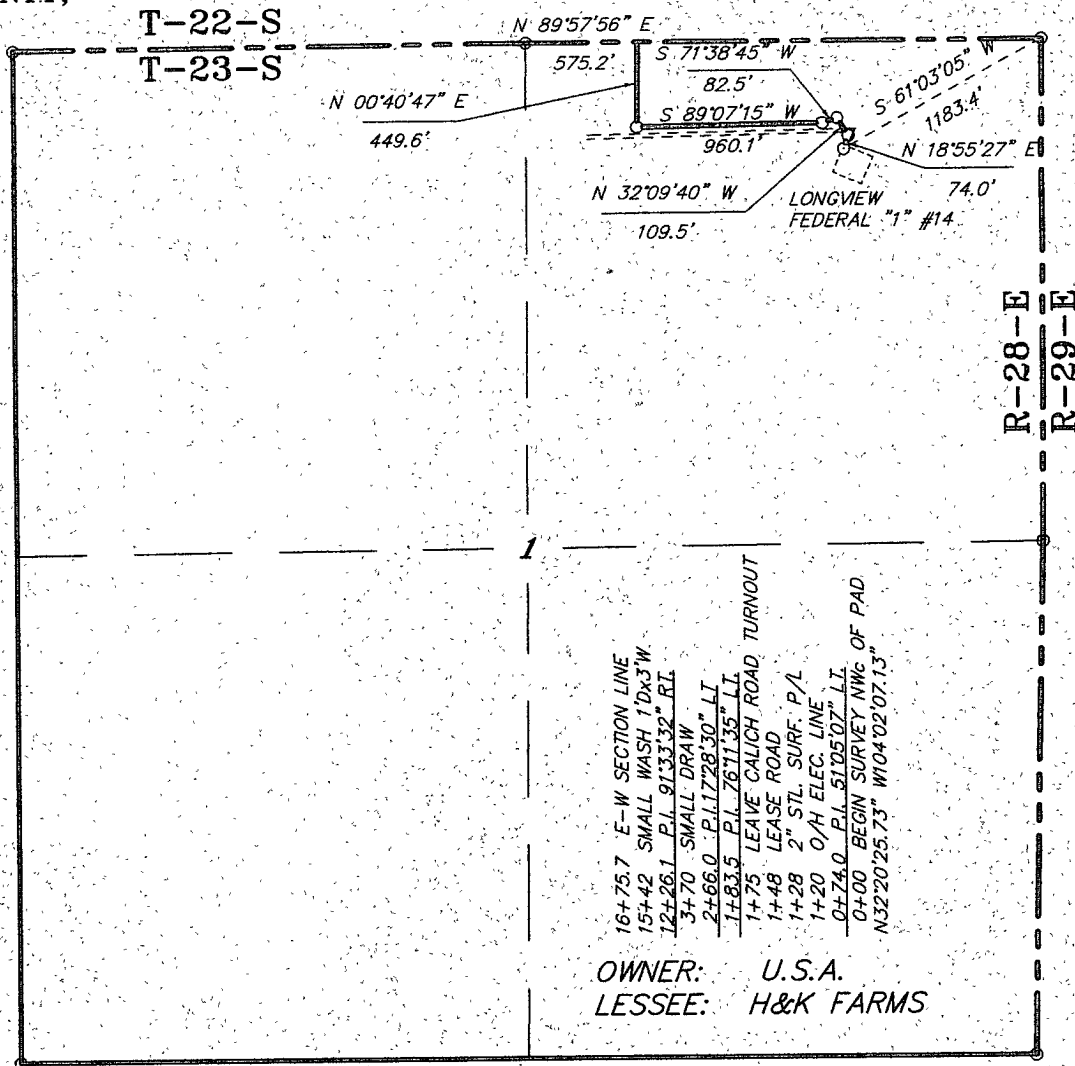 T-22-S
T-23-S
N 89°57'56" E
575.2'
S 71°38'45" W
82.5'
S 61°03'05" W
1183.4'
N 00°40'47" E
449.6'
S 89°07'15" W
960.1'
N 18°55'27" E
74.0'
N 32°09'40" W
109.5'
LONGVIEW
FEDERAL "1" #14
R-28-E
R-29-E
1
16+75.7 E-W SECTION LINE
15+42 SMALL WASH 1'Dx3'W
12+26.1 P.I. 91°33'32" RT.
3+70 SMALL DRAW
2+66.0 P.I.17°28'30" LT
1+83.5 P.I. 76°11'35" LT.
1+75 LEAVE CALICH ROAD TURNOUT
1+48 LEASE ROAD
1+28 2" STL. SURF. P/L
1+20 O/H ELEC. LINE
0+74.0 P.I. 51°05'07" LT.
0+00 BEGIN SURVEY NWc OF PAD
N32°20'25.73" W104°02'07.13"
OWNER: U.S.A.
LESSEE: H&K FARMS